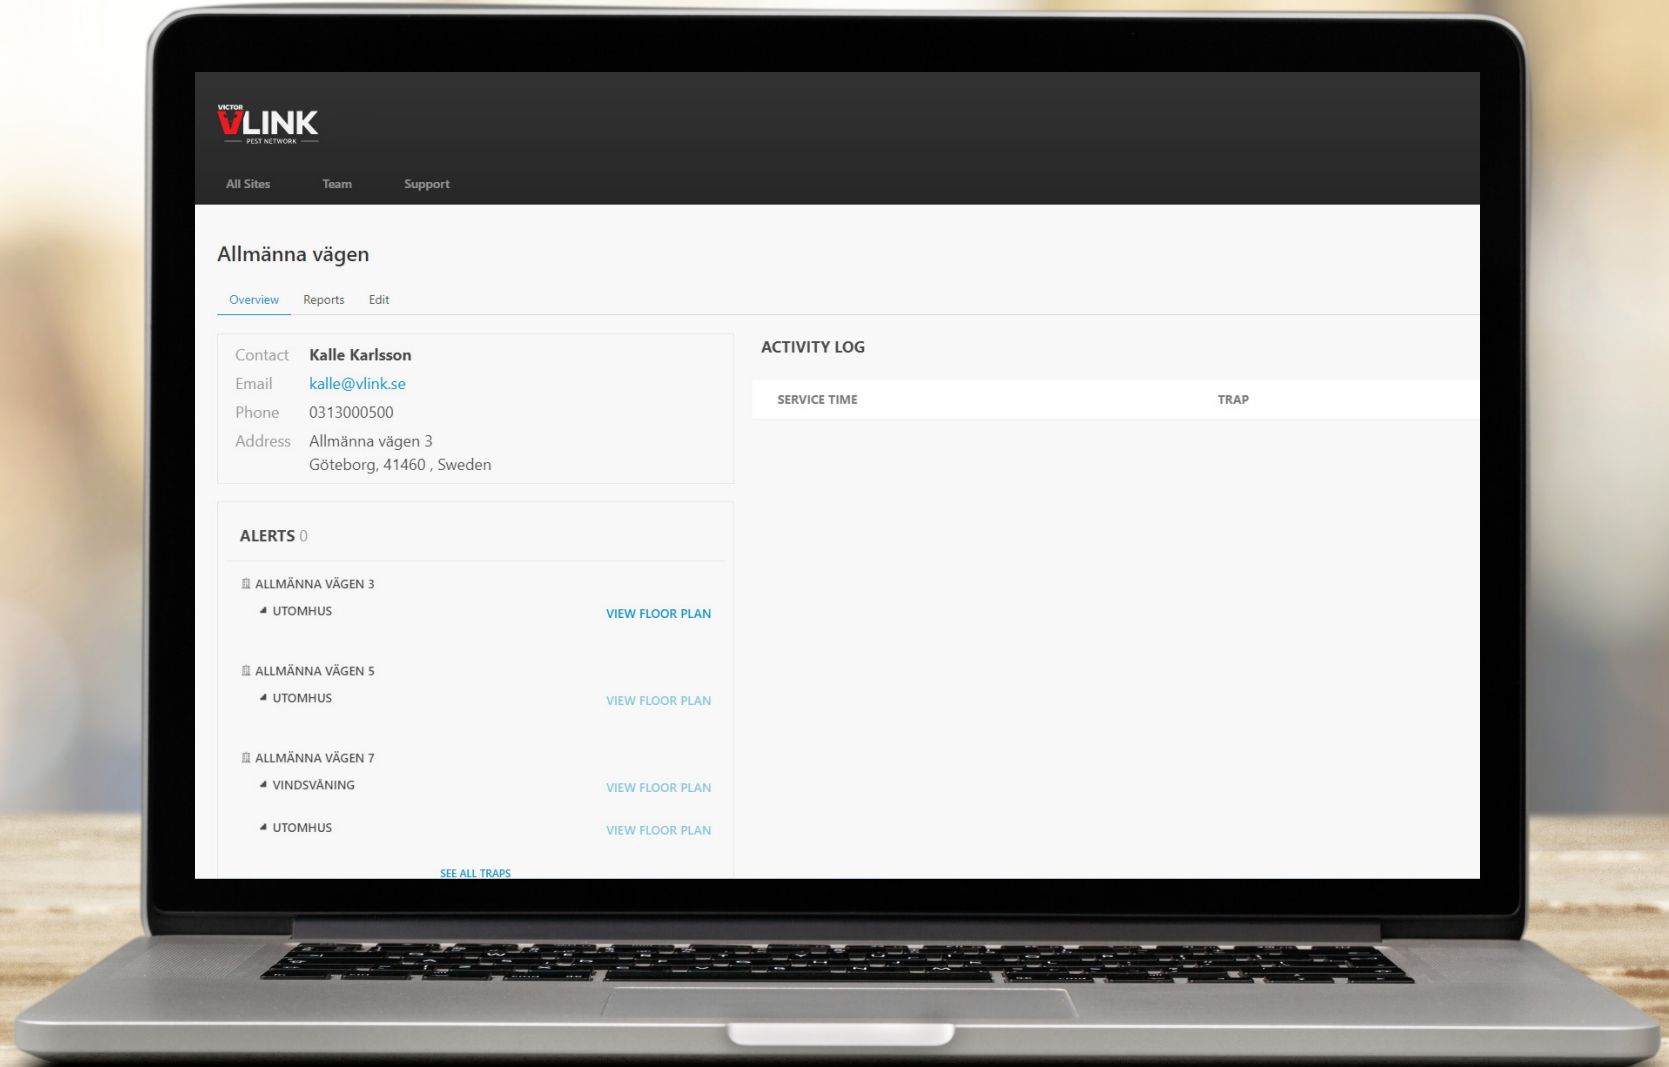 VICTOR
VLINK
PEST NETWORK
All Sites Team Support
Allmänna vägen
Overview Reports Edit
Contact Kalle Karlsson
Email kalle@vlink.se
Phone 0313000500
Address Allmänna vägen 3
Göteborg, 41460 , Sweden
ALERTS 0
ALLMÄNNA VÄGEN 3
UTOMHUS VIEW FLOOR PLAN
ALLMÄNNA VÄGEN 5
UTOMHUS VIEW FLOOR PLAN
ALLMÄNNA VÄGEN 7
VINDSVÅNING VIEW FLOOR PLAN
UTOMHUS VIEW FLOOR PLAN
SEE ALL TRAPS
ACTIVITY LOG
SERVICE TIME TRAP